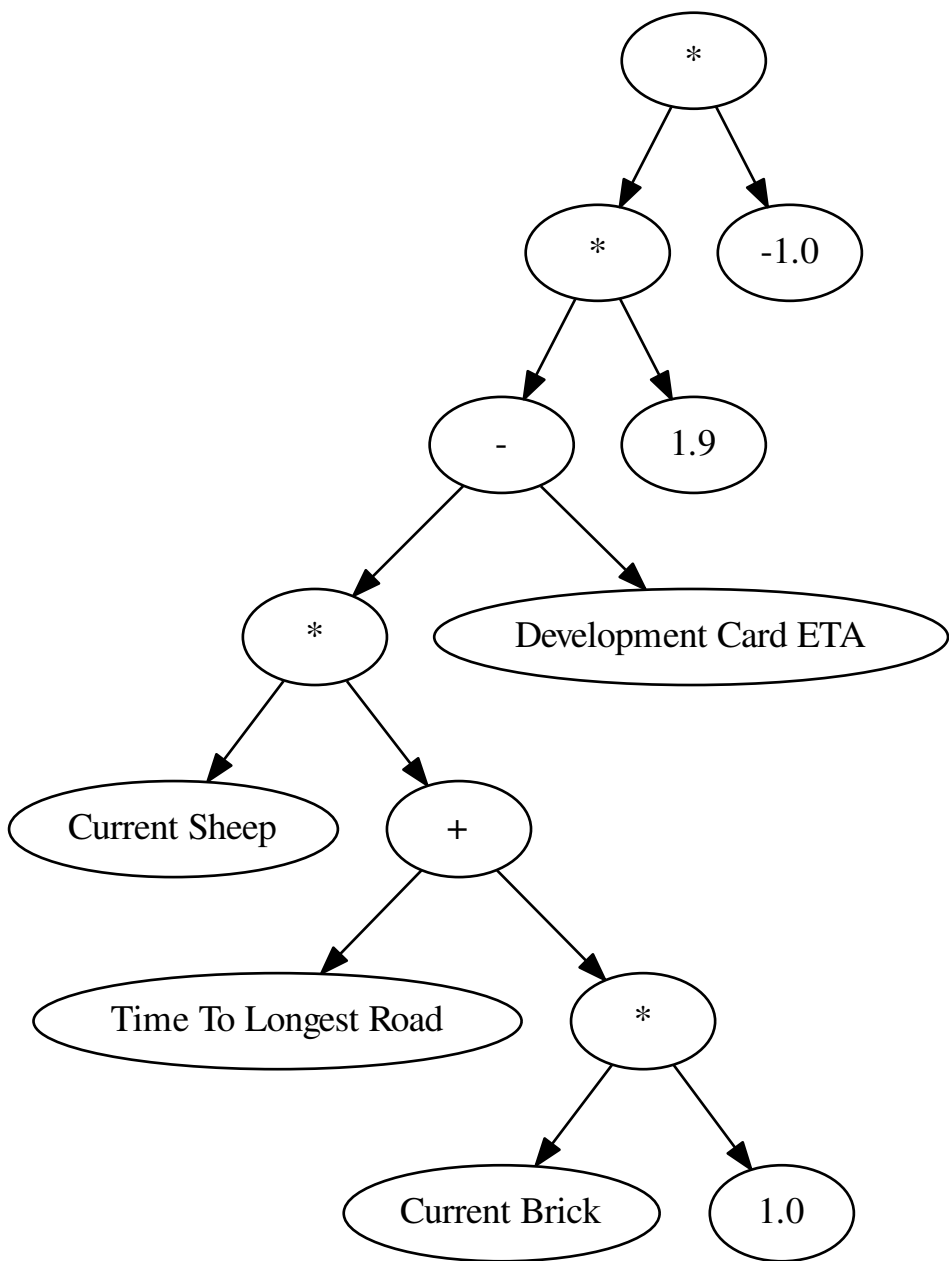 *
*
-1.0
-
1.9
*
Development Card ETA
Current Sheep
+
Time To Longest Road
*
Current Brick
1.0